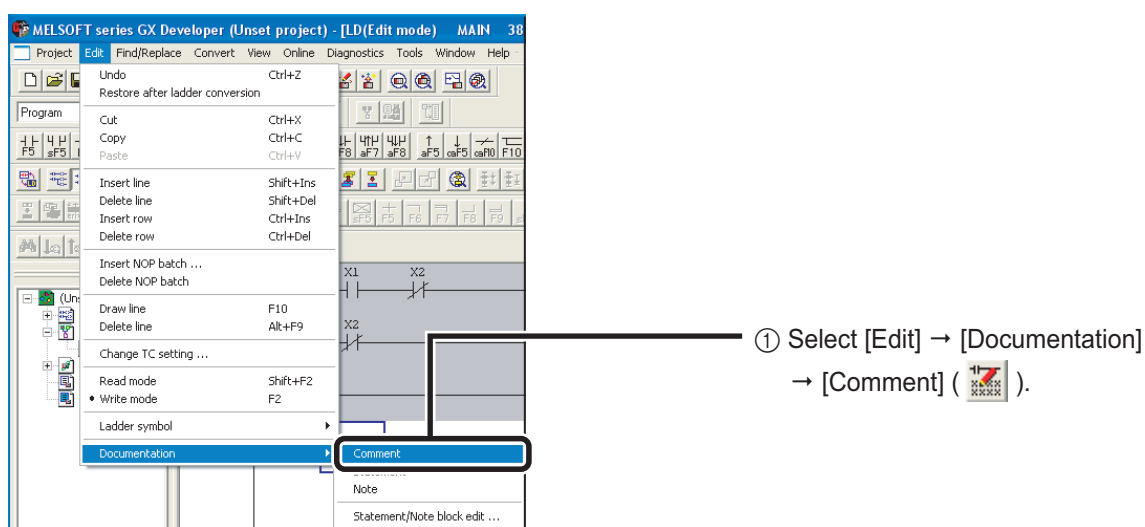 MELSOFT series GX Developer (Unset project) - [LD(Edit mode) MAIN 38
Project Edit Find/Replace Convert View Online Diagnostics Tools Window Help
Undo Ctrl+Z
Restore after ladder conversion
Program
Cut Ctrl+X
Copy Ctrl+C
Paste Ctrl+V
F5 sF5 F8 aF7 aF8 aF5 caF5 caF10 F10
Insert line Shift+Ins
Delete line Shift+Del
Insert row Ctrl+Ins
sF5 F5 F6 F7 F8 F9
Delete row Ctrl+Del
Insert NOP batch ...
X1 X2
Delete NOP batch
(Uns
Draw line F10
Delete line Alt+F9
X2
Change TC setting ...
① Select [Edit] → [Documentation]
→ [Comment] ( ).
Read mode Shift+F2
• Write mode F2
Ladder symbol
Documentation
Comment
Statement
Note
Statement/Note block edit ...